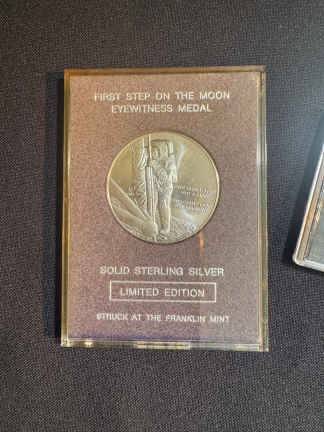 FIRST STEP ON THE MOON
EYEWITNESS MEDAL
SOLID STERLING SILVER
LIMITED EDITION
STRUCK AT THE FRANKLIN MINT